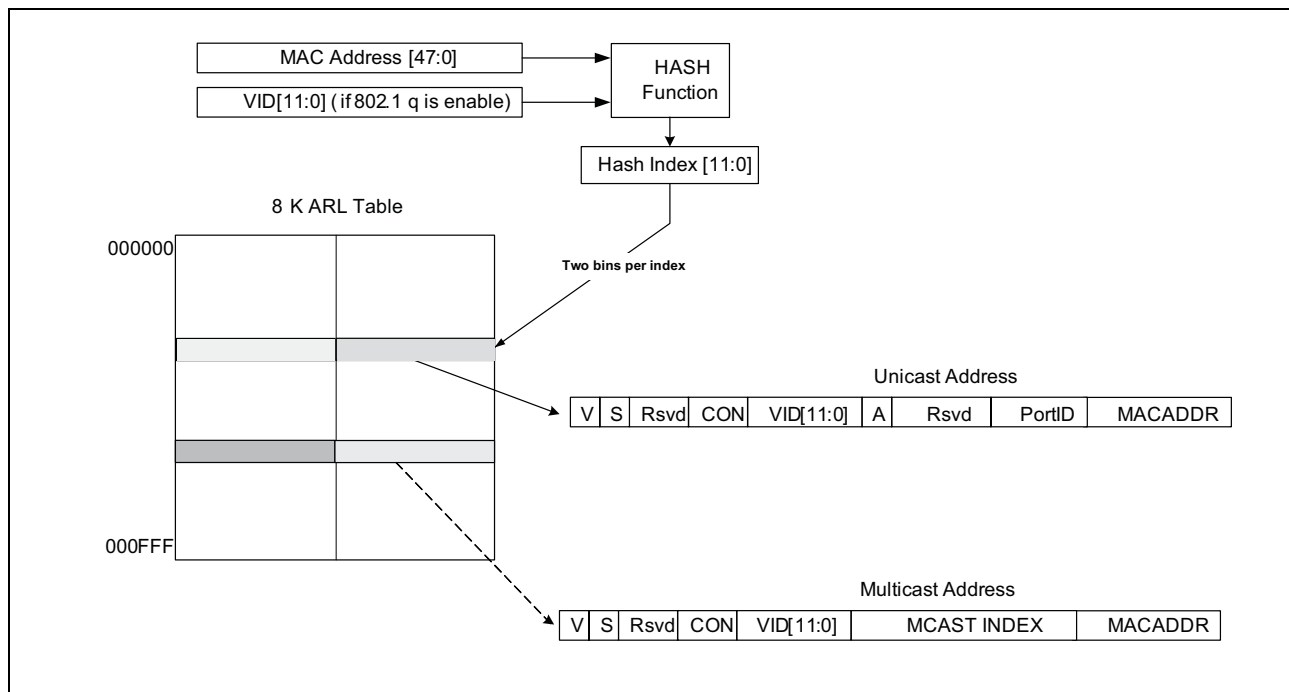 MAC Address [47:0]
HASH
Function
VID[11:0] (if 802.1 q is enable)
Hash Index [11:0]
8 K ARL Table
000000
Two bins per index
Unicast Address
V S Rsvd CON VID[11:0] A Rsvd PortID MACADDR
000FFF
Multicast Address
V S Rsvd CON VID[11:0] MCAST INDEX MACADDR